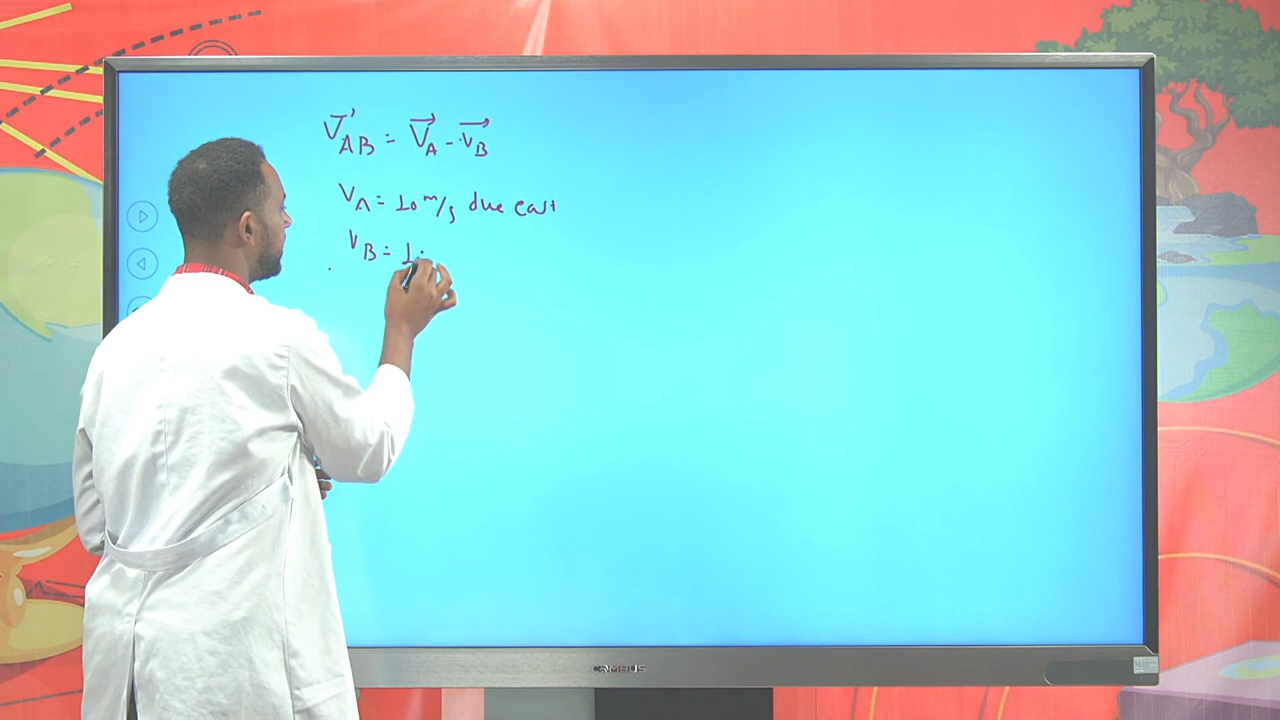 V⃗AB = V⃗A - V⃗B
VA = 10 m/s due east
VB = 1